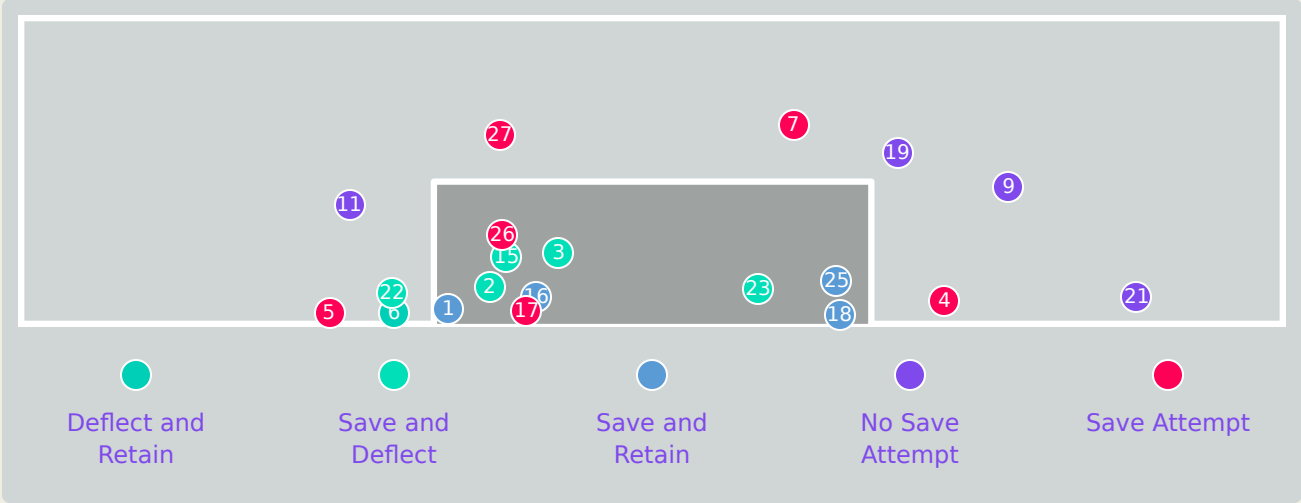 7
27
19
9
11
26
15
3
2
22
23
25
16
1
17
5
6
18
4
21
Deflect and
Retain
Save and
Deflect
Save and
Retain
No Save
Attempt
Save Attempt